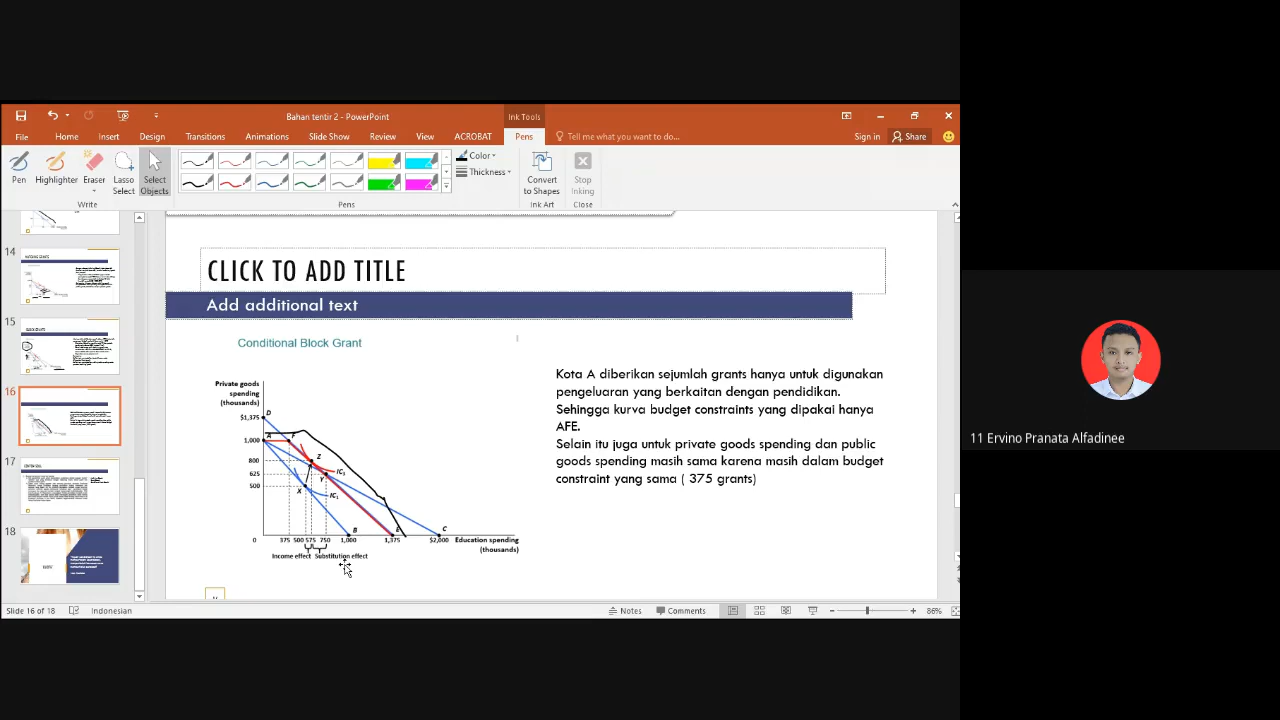 Bahan tentir 2 - PowerPoint
Ink Tools
File Home Insert Design Transitions Animations Slide Show Review View ACROBAT Pens Tell me what you want to do... Sign in Share
Pen Highlighter Eraser Lasso Select Select Objects
Color
Thickness
Convert to Shapes
Stop Inking
Write Pens Ink Art Close
14
15
16
17
18
CLICK TO ADD TITLE
Add additional text
Conditional Block Grant
Private goods
spending
(thousands)
D
$1,375
A F
1,000
Z
800
IC3
625
Y
500
X
IC1
B E C
0 375 500 575 750 1,000 1,375 $2,000
Education spending
(thousands)
Income effect Substitution effect
Kota A diberikan sejumlah grants hanya untuk digunakan
pengeluaran yang berkaitan dengan pendidikan.
Sehingga kurva budget constraints yang dipakai hanya
AFE.
Selain itu juga untuk private goods spending dan public
goods spending masih sama karena masih dalam budget
constraint yang sama ( 375 grants)
11 Ervino Pranata Alfadinee
Slide 16 of 18 Indonesian Notes Comments 86%